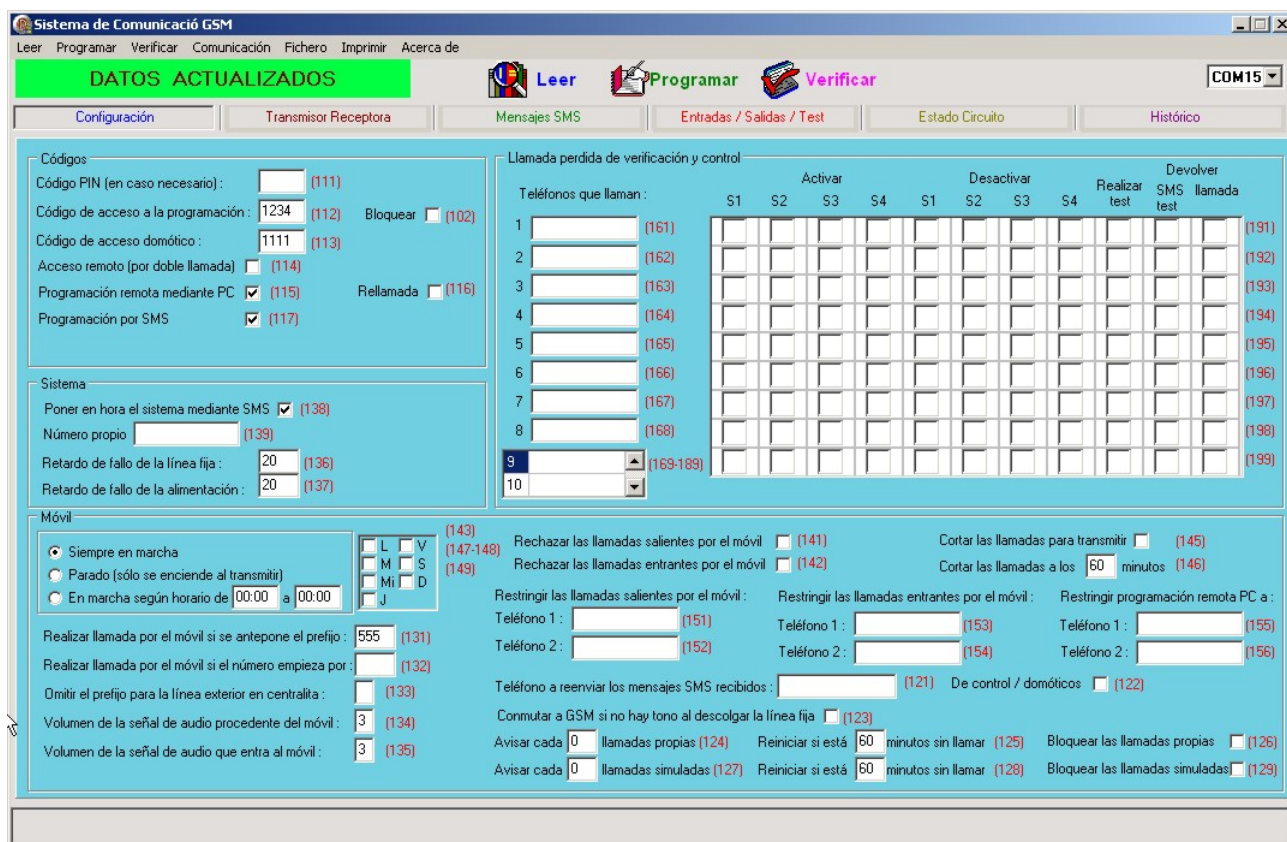 Sistema de Comunicació GSM
Leer Programar Verificar Comunicación Fichero Imprimir Acerca de
DATOS ACTUALIZADOS Leer Programar Verificar COM15
Configuración Transmisor Receptora Mensajes SMS Entradas / Salidas / Test Estado Circuito Histórico
Códigos
Código PIN (en caso necesario) : (111)
Código de acceso a la programación : 1234 (112) Bloquear (102)
Código de acceso domótico : 1111 (113)
Acceso remoto (por doble llamada) (114)
Programación remota mediante PC (115) Rellamada (116)
Programación por SMS (117)
Llamada perdida de verificación y control
Teléfonos que llaman : Activar Desactivar Realizar test Devolver SMS test llamada
S1 S2 S3 S4 S1 S2 S3 S4
1 (161) (191)
2 (162) (192)
3 (163) (193)
4 (164) (194)
5 (165) (195)
6 (166) (196)
7 (167) (197)
8 (168) (198)
9 (169-189) (199)
10
Sistema
Poner en hora el sistema mediante SMS (138)
Número propio (139)
Retardo de fallo de la línea fija : 20 (136)
Retardo de fallo de la alimentación : 20 (137)
Móvil
Siempre en marcha
Parado (sólo se enciende al transmitir)
En marcha según horario de 00:00 a 00:00
L V
M S
Mi D
J
(143)
(147-148)
(149)
Realizar llamada por el móvil si se antepone el prefijo : 555 (131)
Realizar llamada por el móvil si el número empieza por : (132)
Omitir el prefijo para la línea exterior en centralita : (133)
Volumen de la señal de audio procedente del móvil : 3 (134)
Volumen de la señal de audio que entra al móvil : 3 (135)
Rechazar las llamadas salientes por el móvil (141) Cortar las llamadas para transmitir (145)
Rechazar las llamadas entrantes por el móvil (142) Cortar las llamadas a los 60 minutos (146)
Restringir las llamadas salientes por el móvil : Restringir las llamadas entrantes por el móvil : Restringir programación remota PC a :
Teléfono 1 : (151) Teléfono 1 : (153) Teléfono 1 : (155)
Teléfono 2 : (152) Teléfono 2 : (154) Teléfono 2 : (156)
Teléfono a reenviar los mensajes SMS recibidos : (121) De control / domóticos (122)
Conmutar a GSM si no hay tono al descolgar la línea fija (123)
Avisar cada 0 llamadas propias (124) Reiniciar si está 60 minutos sin llamar (125) Bloquear las llamadas propias (126)
Avisar cada 0 llamadas simuladas (127) Reiniciar si está 60 minutos sin llamar (128) Bloquear las llamadas simuladas (129)